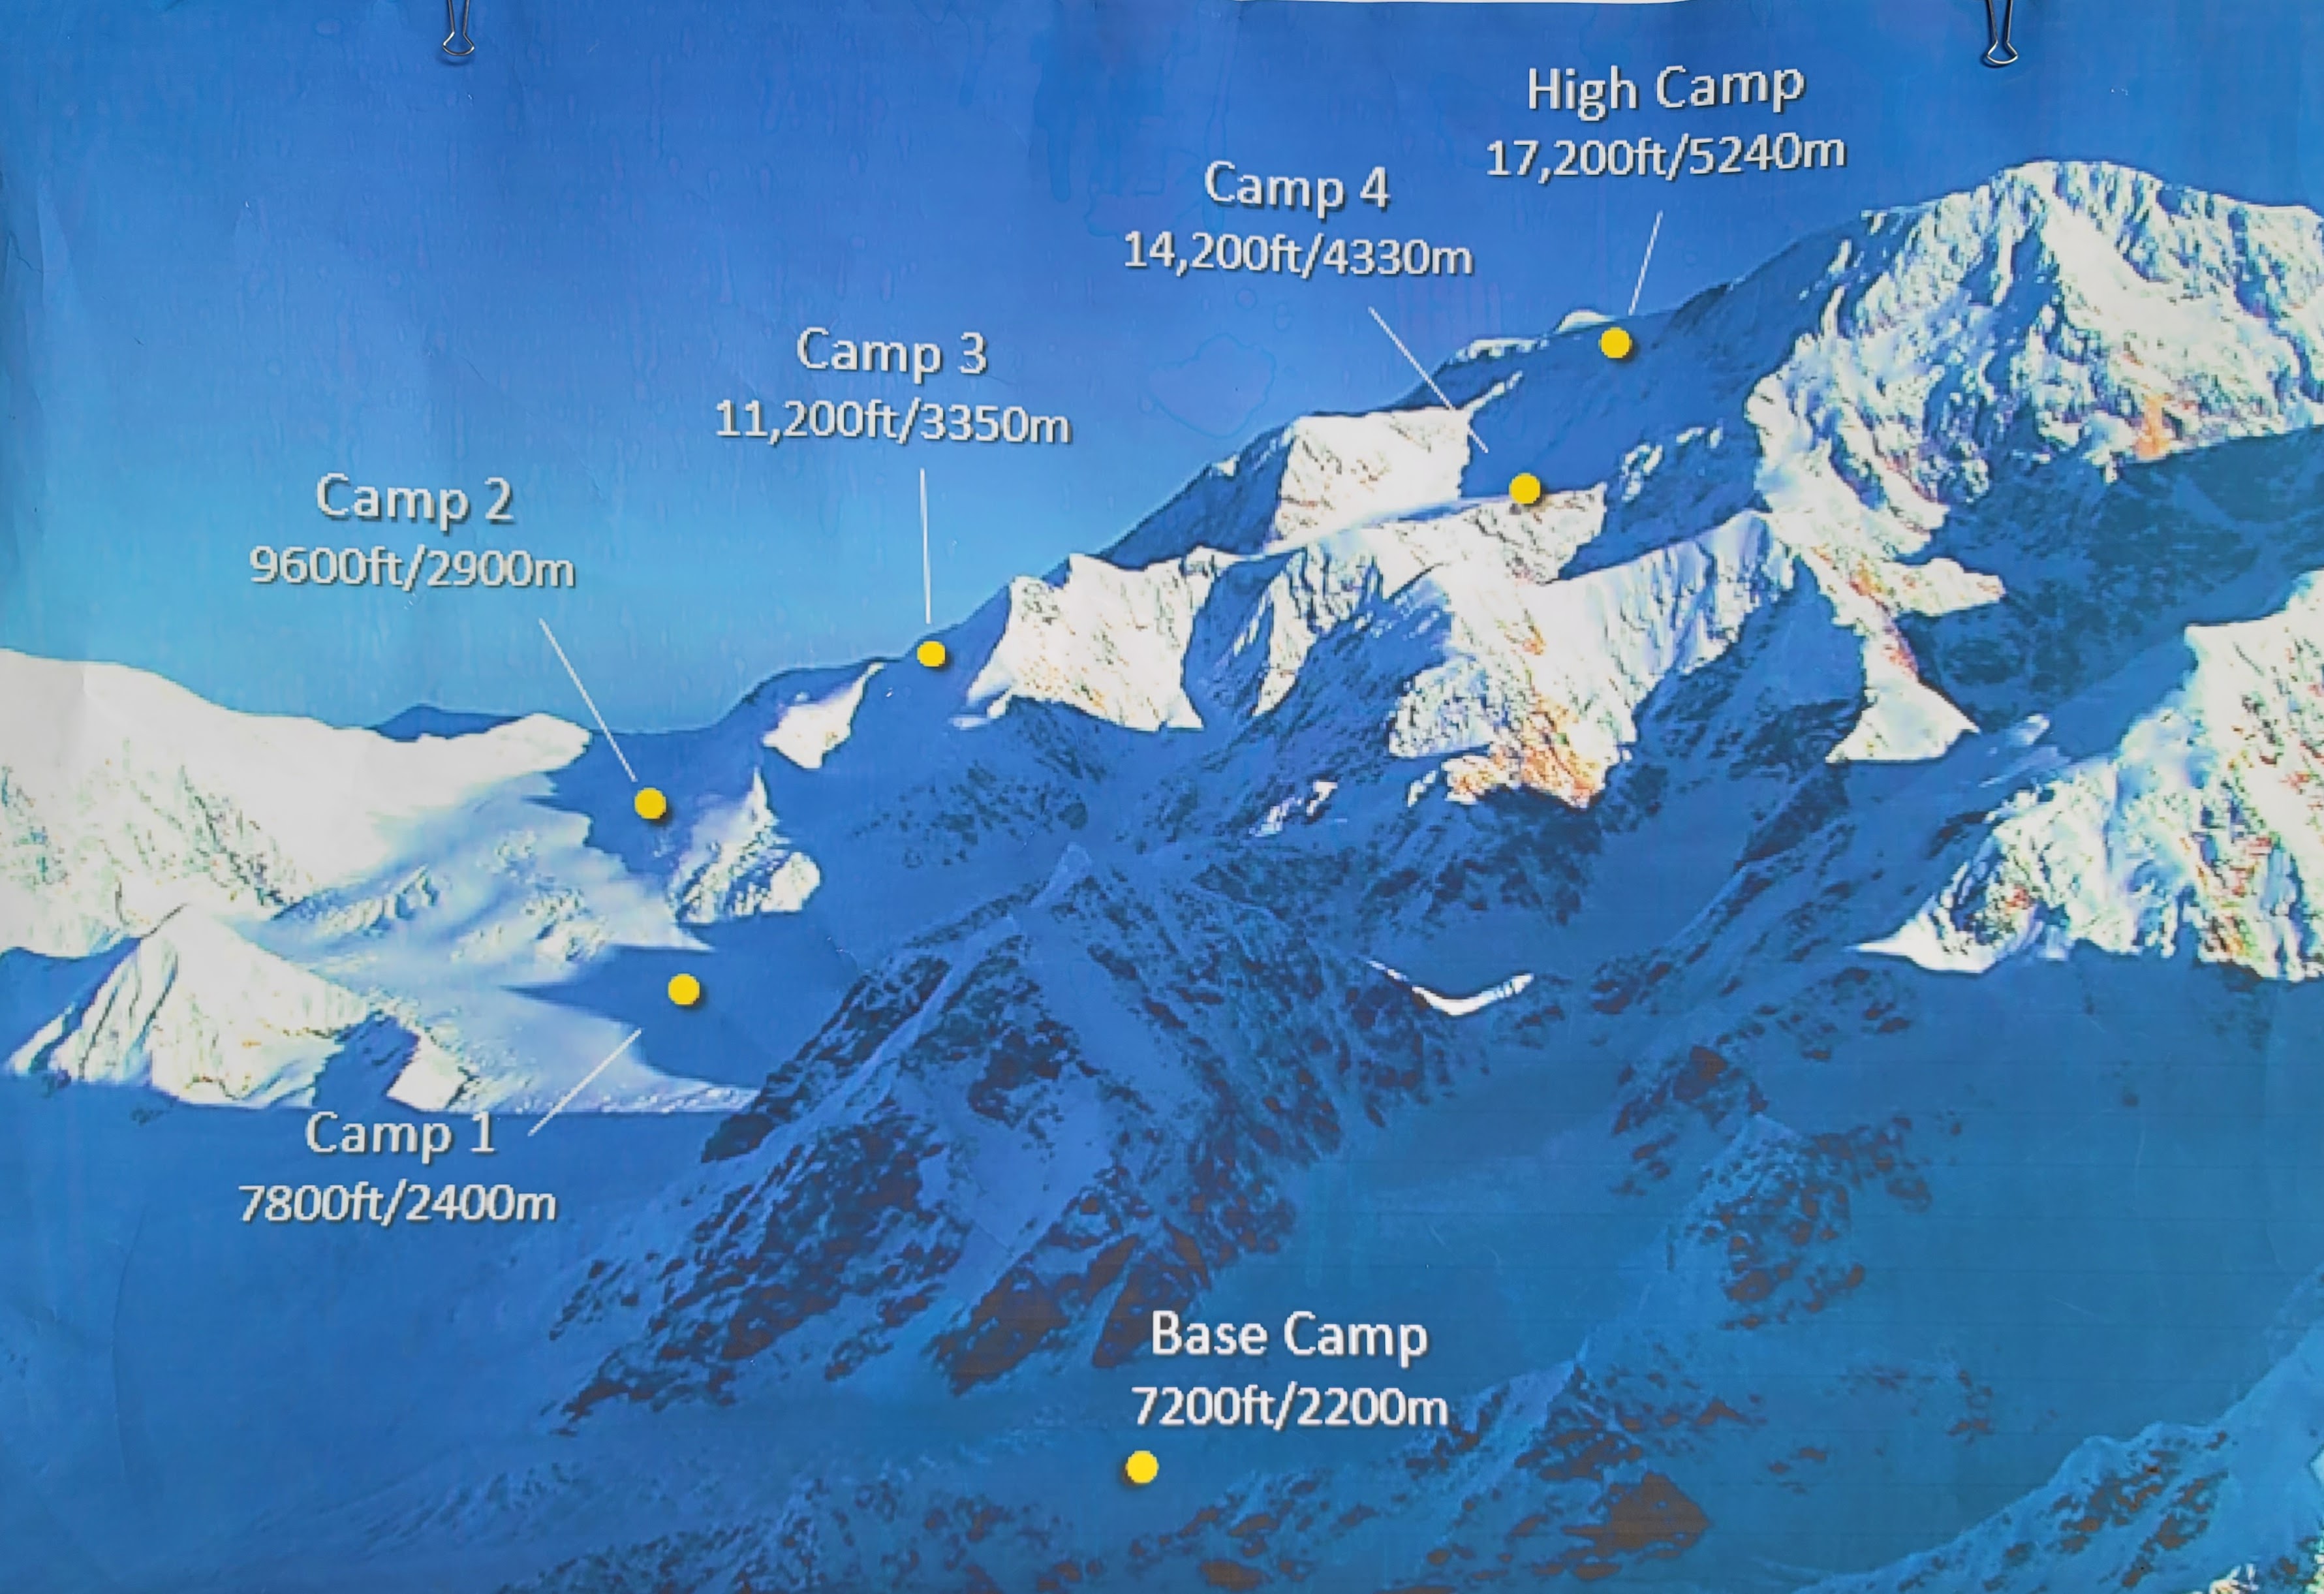 High Camp
17,200ft/5240m
Camp 4
14,200ft/4330m
Camp 3
11,200ft/3350m
Camp 2
9600ft/2900m
Camp 1
7800ft/2400m
Base Camp
7200ft/2200m